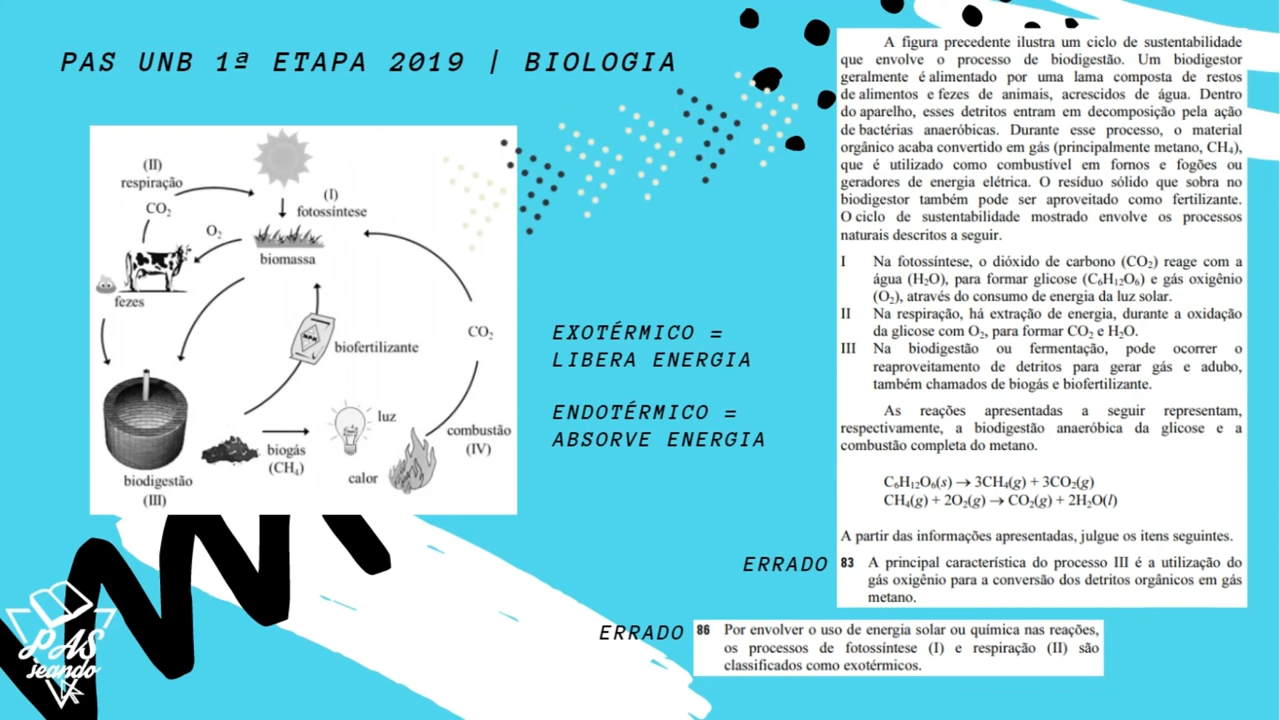 PAS UNB 1ª ETAPA 2019 | BIOLOGIA
(II)
respiração
CO₂
O₂
(I)
fotossíntese
biomassa
fezes
CO₂
biofertilizante
NPK
luz
biogás
(CH₄)
calor
combustão
(IV)
biodigestão
(III)
EXOTÉRMICO =
LIBERA ENERGIA
ENDOTÉRMICO =
ABSORVE ENERGIA
A figura precedente ilustra um ciclo de sustentabilidade
que envolve o processo de biodigestão. Um biodigestor
geralmente é alimentado por uma lama composta de restos
de alimentos e fezes de animais, acrescidos de água. Dentro
do aparelho, esses detritos entram em decomposição pela ação
de bactérias anaeróbicas. Durante esse processo, o material
orgânico acaba convertido em gás (principalmente metano, CH₄),
que é utilizado como combustível em fornos e fogões ou
geradores de energia elétrica. O resíduo sólido que sobra no
biodigestor também pode ser aproveitado como fertilizante.
O ciclo de sustentabilidade mostrado envolve os processos
naturais descritos a seguir.
I Na fotossíntese, o dióxido de carbono (CO₂) reage com a
água (H₂O), para formar glicose (C₆H₁₂O₆) e gás oxigênio
(O₂), através do consumo de energia da luz solar.
II Na respiração, há extração de energia, durante a oxidação
da glicose com O₂, para formar CO₂ e H₂O.
III Na biodigestão ou fermentação, pode ocorrer o
reaproveitamento de detritos para gerar gás e adubo,
também chamados de biogás e biofertilizante.
As reações apresentadas a seguir representam,
respectivamente, a biodigestão anaeróbica da glicose e a
combustão completa do metano.
C₆H₁₂O₆(s) → 3CH₄(g) + 3CO₂(g)
CH₄(g) + 2O₂(g) → CO₂(g) + 2H₂O(l)
A partir das informações apresentadas, julgue os itens seguintes.
ERRADO 83 A principal característica do processo III é a utilização do
gás oxigênio para a conversão dos detritos orgânicos em gás
metano.
ERRADO 86 Por envolver o uso de energia solar ou química nas reações,
os processos de fotossíntese (I) e respiração (II) são
classificados como exotérmicos.
PAS
seando